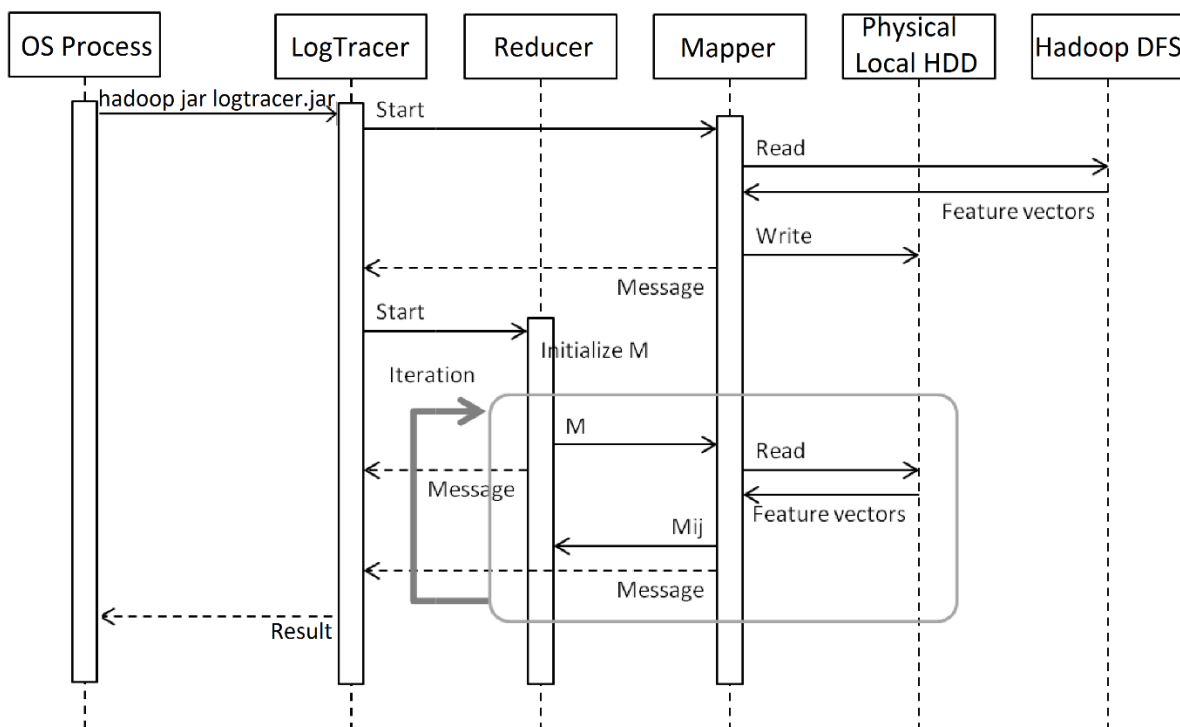 OS Process
LogTracer
Reducer
Mapper
Physical
Local HDD
Hadoop DFS
hadoop jar logtracer.jar
Start
Read
Feature vectors
Write
Message
Start
Initialize M
Iteration
M
Read
Message
Feature vectors
Mij
Message
Result